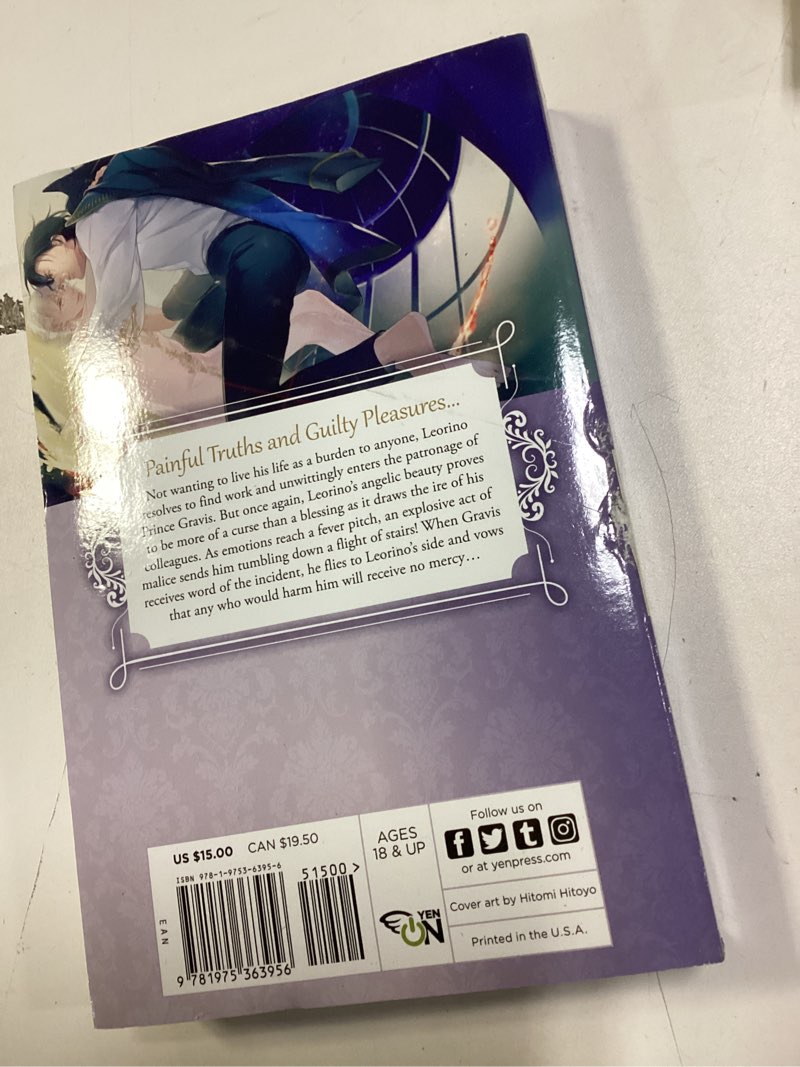 Painful Truths and Guilty Pleasures...
Not wanting to live his life as a burden to anyone, Leorino
resolves to find work and unwittingly enters the patronage of
Prince Gravis. But once again, Leorino's angelic beauty proves
to be more of a curse than a blessing as it draws the ire of his
colleagues. As emotions reach a fever pitch, an explosive act of
malice sends him tumbling down a flight of stairs! When Gravis
receives word of the incident, he flies to Leorino's side and vows
that any who would harm him will receive no mercy...
US $15.00 CAN $19.50
ISBN 978-1-9753-6395-6
51500 >
EAN
9 781975 363956
AGES
18 & UP
YEN
ON
Follow us on
f t
or at yenpress.com
Cover art by Hitomi Hitoyo
Printed in the U.S.A.